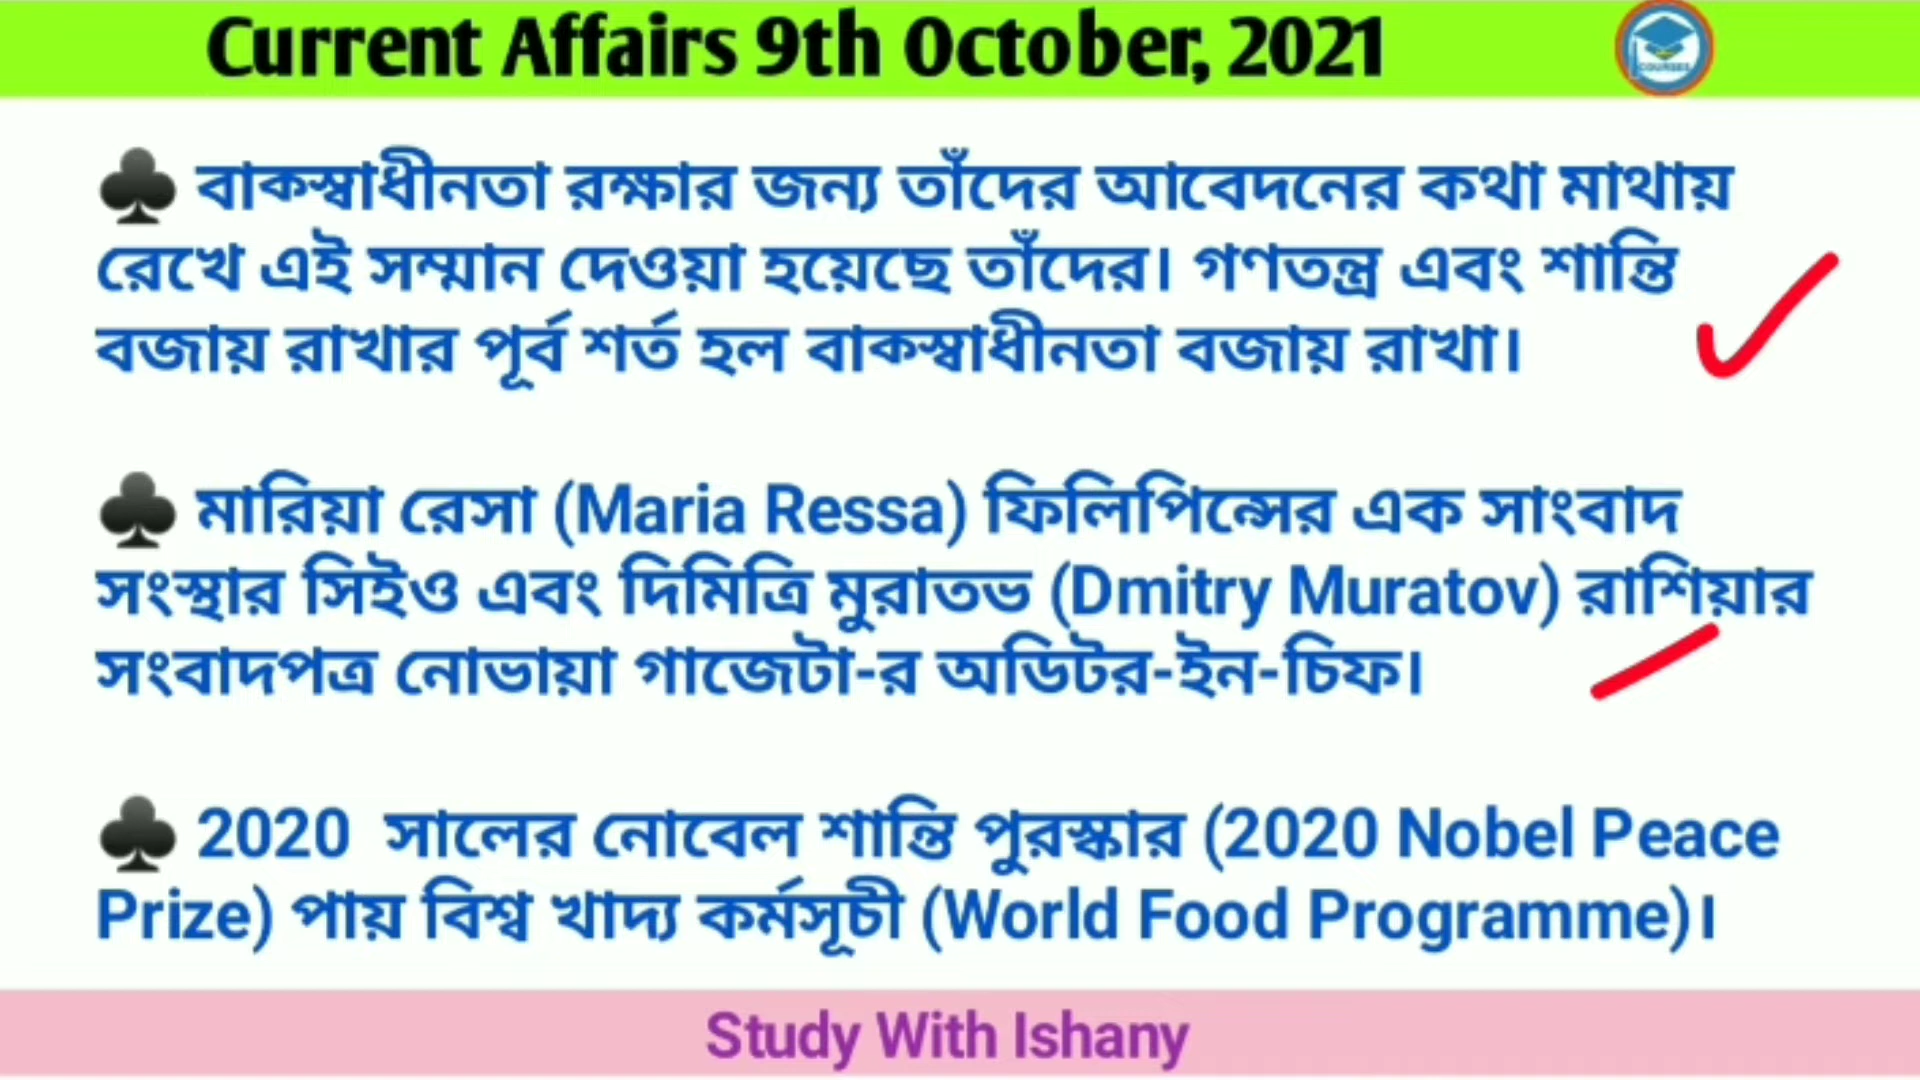 Current Affairs 9th October, 2021
COURSES
♣ বাকস্বাধীনতা রক্ষার জন্য তাঁদের আবেদনের কথা মাথায়
রেখে এই সম্মান দেওয়া হয়েছে তাঁদের। গণতন্ত্র এবং শান্তি
বজায় রাখার পূর্ব শর্ত হল বাকস্বাধীনতা বজায় রাখা।
♣ মারিয়া রেসা (Maria Ressa) ফিলিপিন্সের এক সাংবাদ
সংস্থার সিইও এবং দিমিত্রি মুরাতভ (Dmitry Muratov) রাশিয়ার
সংবাদপত্র নোভায়া গাজেটা-র অডিটর-ইন-চিফ।
♣ 2020 সালের নোবেল শান্তি পুরস্কার (2020 Nobel Peace
Prize) পায় বিশ্ব খাদ্য কর্মসূচী (World Food Programme)।
Study With Ishany